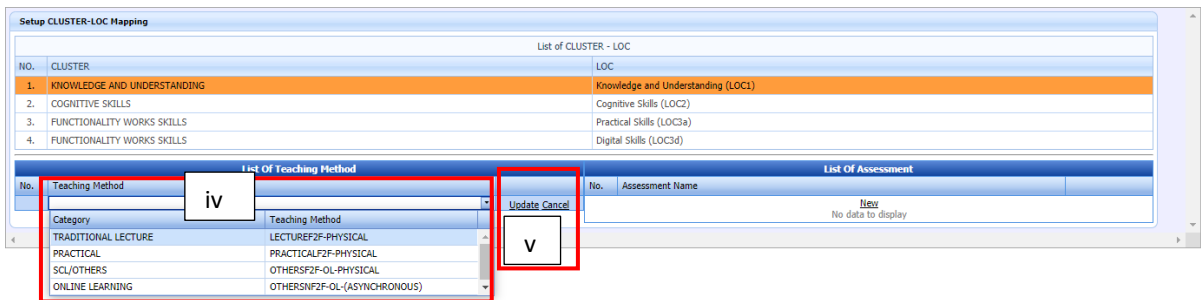 Setup CLUSTER-LOC Mapping
List of CLUSTER - LOC
NO. CLUSTER LOC
1. KNOWLEDGE AND UNDERSTANDING Knowledge and Understanding (LOC1)
2. COGNITIVE SKILLS Cognitive Skills (LOC2)
3. FUNCTIONALITY WORKS SKILLS Practical Skills (LOC3a)
4. FUNCTIONALITY WORKS SKILLS Digital Skills (LOC3d)
List Of Teaching Method List Of Assessment
No. Teaching Method No. Assessment Name
iv
Update Cancel New
No data to display
v
Category Teaching Method
TRADITIONAL LECTURE LECTUREF2F-PHYSICAL
PRACTICAL PRACTICALF2F-PHYSICAL
SCL/OTHERS OTHERSF2F-OL-PHYSICAL
ONLINE LEARNING OTHERSNF2F-OL-(ASYNCHRONOUS)